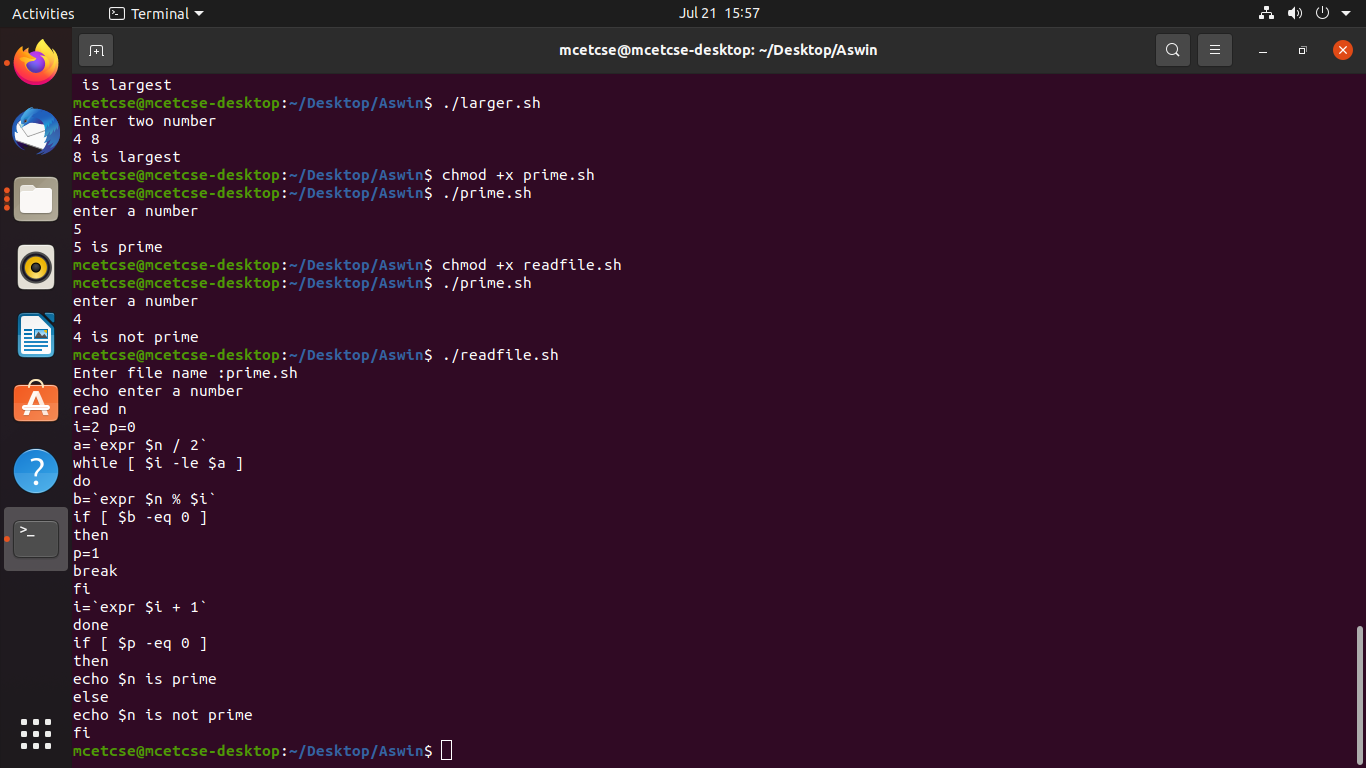 Activities Terminal Jul 21 15:57
mcetcse@mcetcse-desktop: ~/Desktop/Aswin
is largest
mcetcse@mcetcse-desktop:~/Desktop/Aswin$ ./larger.sh
Enter two number
4 8
8 is largest
mcetcse@mcetcse-desktop:~/Desktop/Aswin$ chmod +x prime.sh
mcetcse@mcetcse-desktop:~/Desktop/Aswin$ ./prime.sh
enter a number
5
5 is prime
mcetcse@mcetcse-desktop:~/Desktop/Aswin$ chmod +x readfile.sh
mcetcse@mcetcse-desktop:~/Desktop/Aswin$ ./prime.sh
enter a number
4
4 is not prime
mcetcse@mcetcse-desktop:~/Desktop/Aswin$ ./readfile.sh
Enter file name :prime.sh
echo enter a number
read n
i=2 p=0
a=`expr $n / 2`
while [ $i -le $a ]
do
b=`expr $n % $i`
if [ $b -eq 0 ]
then
p=1
break
fi
i=`expr $i + 1`
done
if [ $p -eq 0 ]
then
echo $n is prime
else
echo $n is not prime
fi
mcetcse@mcetcse-desktop:~/Desktop/Aswin$